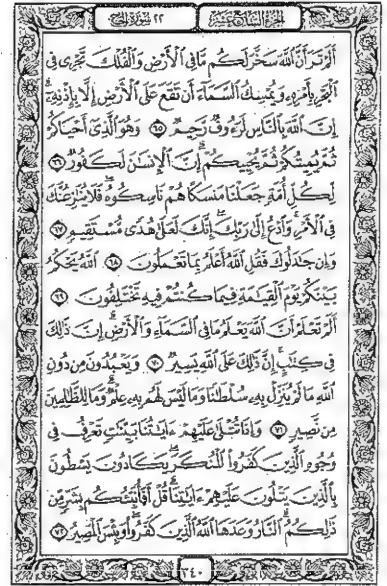 الجزء السابع عشر ٢٢ سورة الحج
أَلَمْ تَرَ أَنَّ ٱللَّهَ سَخَّرَ لَكُم مَّا فِى ٱلْأَرْضِ وَٱلْفُلْكَ تَجْرِى فِى
ٱلْبَحْرِ بِأَمْرِهِۦ وَيُمْسِكُ ٱلسَّمَآءَ أَن تَقَعَ عَلَى ٱلْأَرْضِ إِلَّا بِإِذْنِهِۦٓ
إِنَّ ٱللَّهَ بِٱلنَّاسِ لَرَءُوفٌ رَّحِيمٌ ٦٥ وَهُوَ ٱلَّذِىٓ أَحْيَاكُمْ
ثُمَّ يُمِيتُكُمْ ثُمَّ يُحْيِيكُمْ إِنَّ ٱلْإِنسَٰنَ لَكَفُورٌ ٦٦
لِّكُلِّ أُمَّةٍ جَعَلْنَا مَنسَكًا هُمْ نَاسِكُوهُ فَلَا يُنَٰزِعُنَّكَ
فِى ٱلْأَمْرِ وَٱدْعُ إِلَىٰ رَبِّكَ إِنَّكَ لَعَلَىٰ هُدًى مُّسْتَقِيمٍ ٦٧
وَإِن جَٰدَلُوكَ فَقُلِ ٱللَّهُ أَعْلَمُ بِمَا تَعْمَلُونَ ٦٨ ٱللَّهُ يَحْكُمُ
بَيْنَكُمْ يَوْمَ ٱلْقِيَٰمَةِ فِيمَا كُنتُمْ فِيهِ تَخْتَلِفُونَ ٦٩
أَلَمْ تَعْلَمْ أَنَّ ٱللَّهَ يَعْلَمُ مَا فِى ٱلسَّمَآءِ وَٱلْأَرْضِ إِنَّ ذَٰلِكَ
فِى كِتَٰبٍ إِنَّ ذَٰلِكَ عَلَى ٱللَّهِ يَسِيرٌ ٧٠ وَيَعْبُدُونَ مِن دُونِ
ٱللَّهِ مَا لَمْ يُنَزِّلْ بِهِۦ سُلْطَٰنًا وَمَا لَيْسَ لَهُم بِهِۦ عِلْمٌ وَمَا لِلظَّٰلِمِينَ
مِن نَّصِيرٍ ٧١ وَإِذَا تُتْلَىٰ عَلَيْهِمْ ءَايَٰتُنَا بَيِّنَٰتٍ تَعْرِفُ فِى
وُجُوهِ ٱلَّذِينَ كَفَرُوا۟ ٱلْمُنكَرَ يَكَادُونَ يَسْطُونَ
بِٱلَّذِينَ يَتْلُونَ عَلَيْهِمْ ءَايَٰتِنَا قُلْ أَفَأُنَبِّئُكُم بِشَرٍّ مِّن
ذَٰلِكُمُ ٱلنَّارُ وَعَدَهَا ٱللَّهُ ٱلَّذِينَ كَفَرُوا۟ وَبِئْسَ ٱلْمَصِيرُ ٧٢
٣٤٠